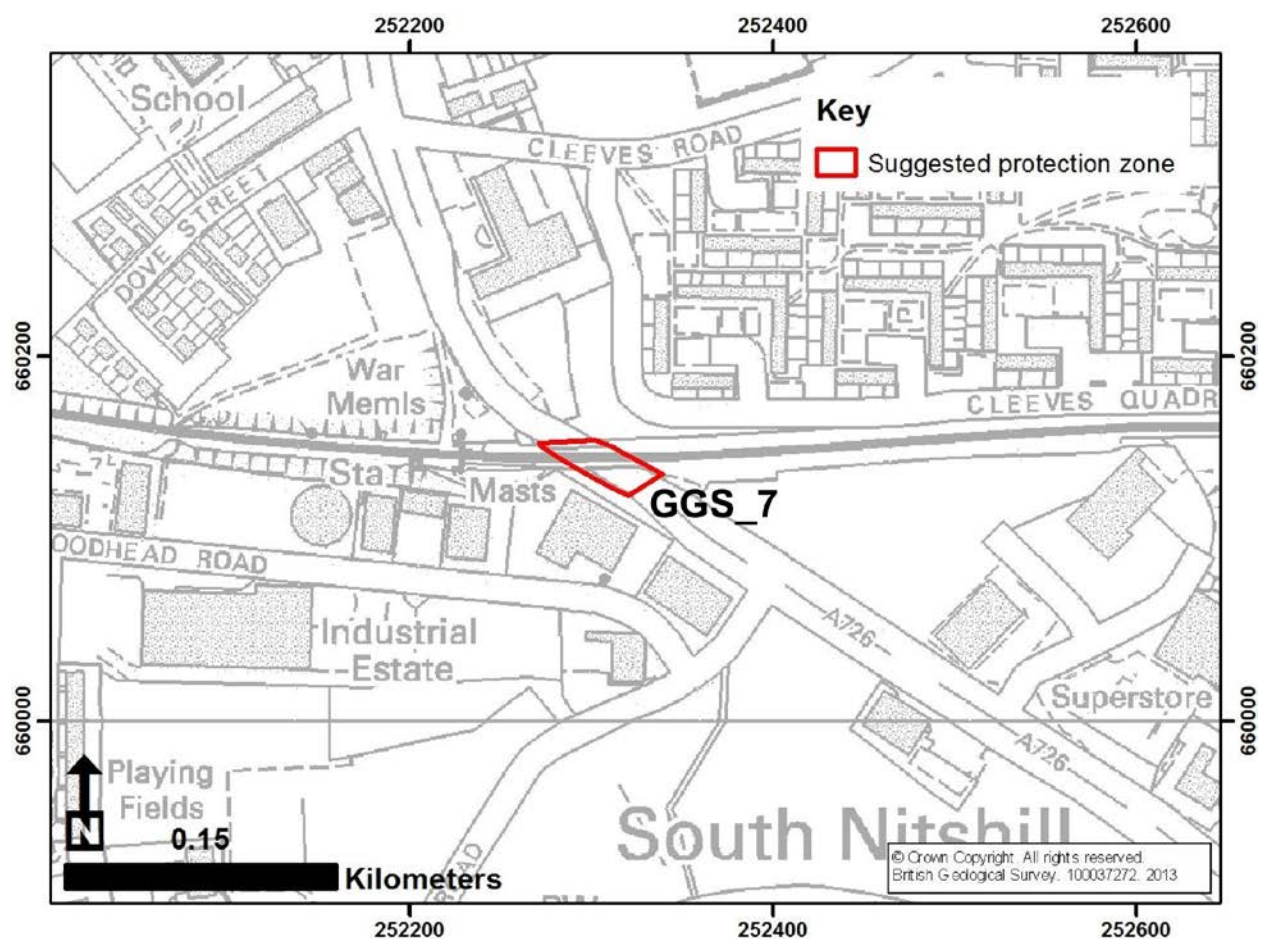 252200
252400
252600
School
Key
Suggested protection zone
CLEEVES ROAD
DOVE STREET
660200
660200
War
Memls
CLEEVES QUADR
Sta
Masts
GGS_7
OODHEAD ROAD
Industrial
Estate
A726
Superstore
660000
660000
A726
Playing
Fields
N
0.15
Kilometers
ROAD
South Nitshill
© Crown Copyright. All rights reserved.
British Geological Survey. 100037272. 2013
252200
252400
252600